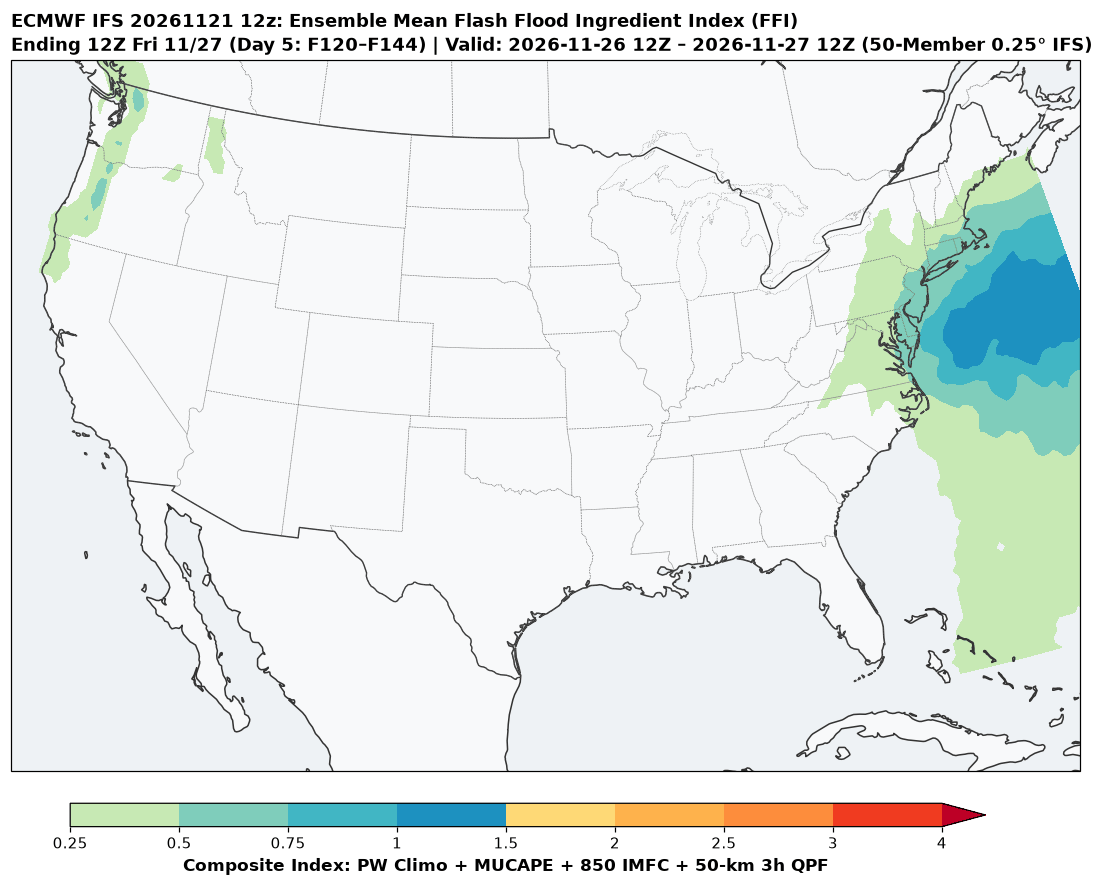 ECMWF IFS 20261121 12z: Ensemble Mean Flash Flood Ingredient Index (FFI)
Ending 12Z Fri 11/27 (Day 5: F120–F144) | Valid: 2026-11-26 12Z – 2026-11-27 12Z (50-Member 0.25° IFS)
0.25 0.5 0.75 1 1.5 2 2.5 3 4
Composite Index: PW Climo + MUCAPE + 850 IMFC + 50-km 3h QPF